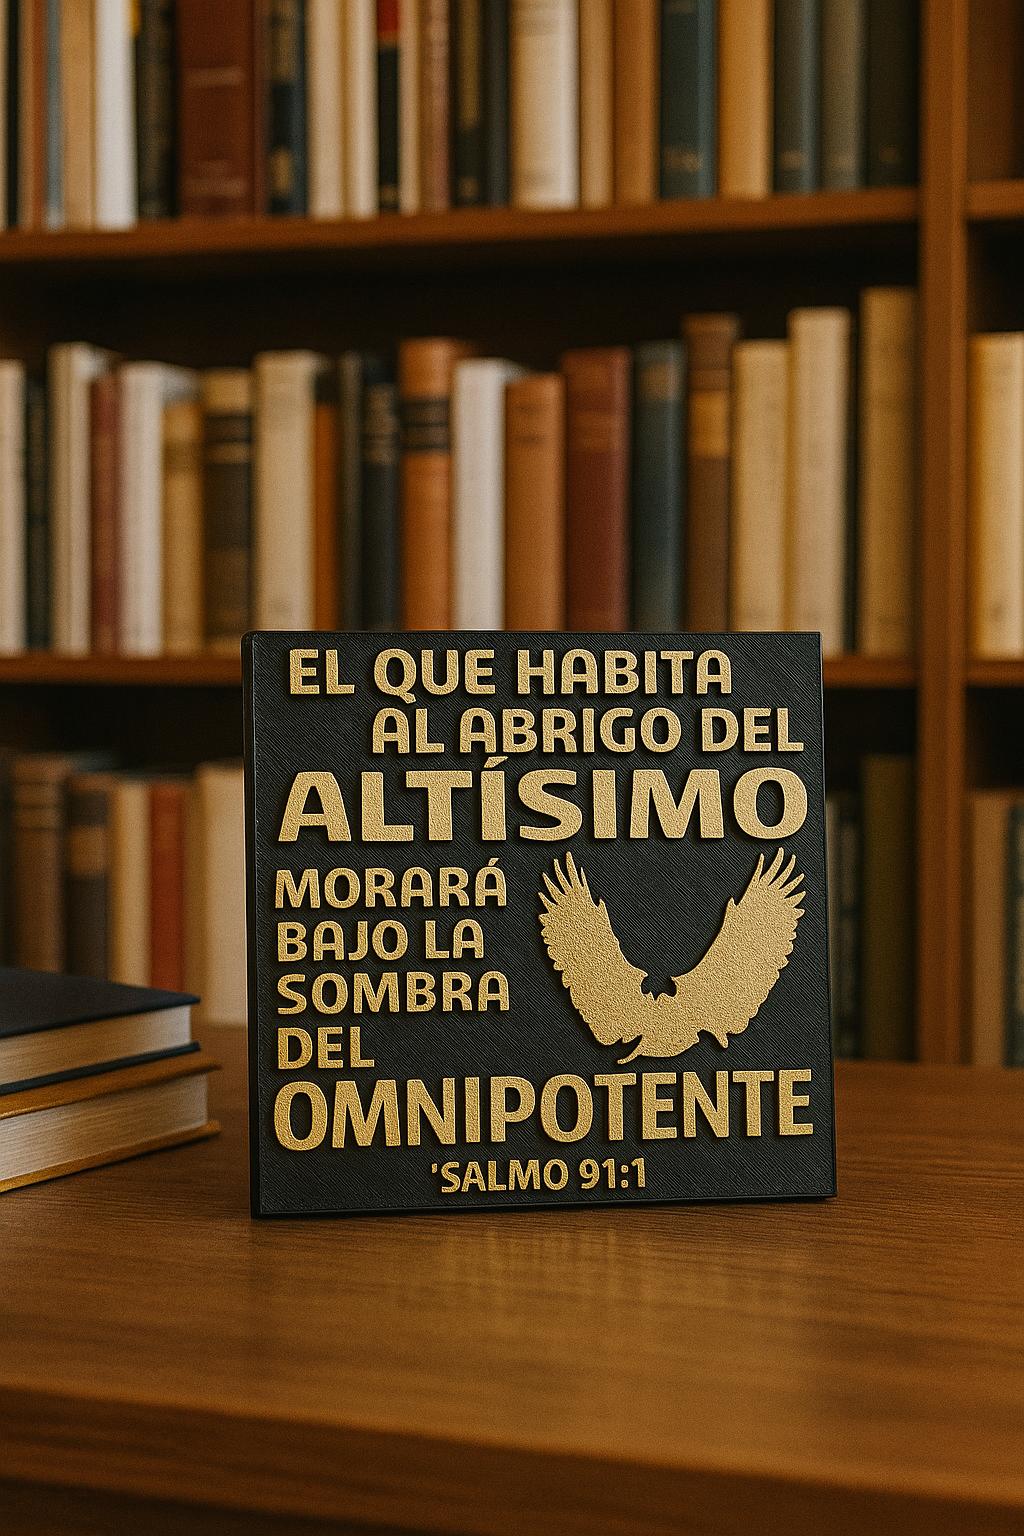 EL QUE HABITA
AL ABRIGO DEL
ALTÍSIMO
MORARÁ
BAJO LA
SOMBRA
DEL
OMNIPOTENTE
'SALMO 91:1